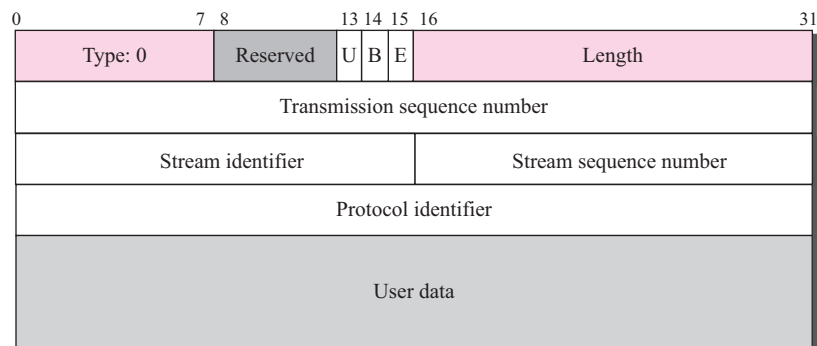 0 7 8 13 14 15 16 31
Type: 0 Reserved U B E Length
Transmission sequence number
Stream identifier Stream sequence number
Protocol identifier
User data